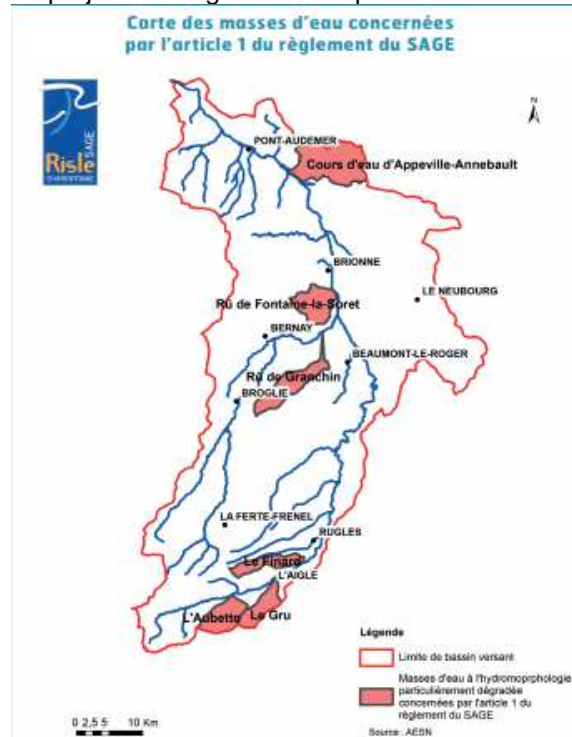 Carte des masses d'eau concernées
par l'article 1 du règlement du SAGE
Risle
SAGE
N
PONT-AUDEMER
Cours d'eau d'Appeville-Annebault
BRIONNE
LE NEUBOURG
Rû de Fontaine-la-Soret
BERNAY
BEAUMONT-LE-ROGER
Rû de Granchin
BROGLIE
LA FERTE-FRENEL
RUGLES
Le Finard
L'AIGLE
L'Aubette
Le Gru
Légende
Limite de bassin versant
Masses d'eau à l'hydromoprphologie
particulièrement dégradée
concernées par l'article 1 du
règlement du SAGE
0 2,5 5 10 Km
Source : AESN